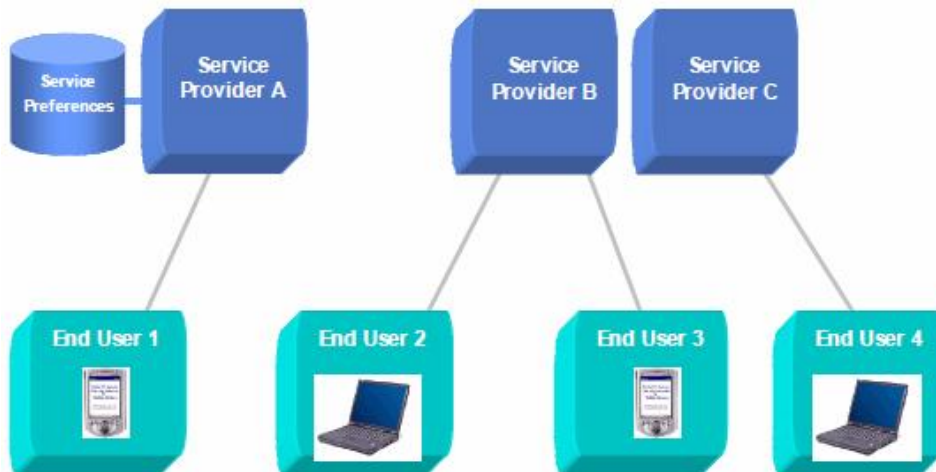 Service
Preferences
Service
Provider A
Service
Provider B
Service
Provider C
End User 1
End User 2
End User 3
End User 4